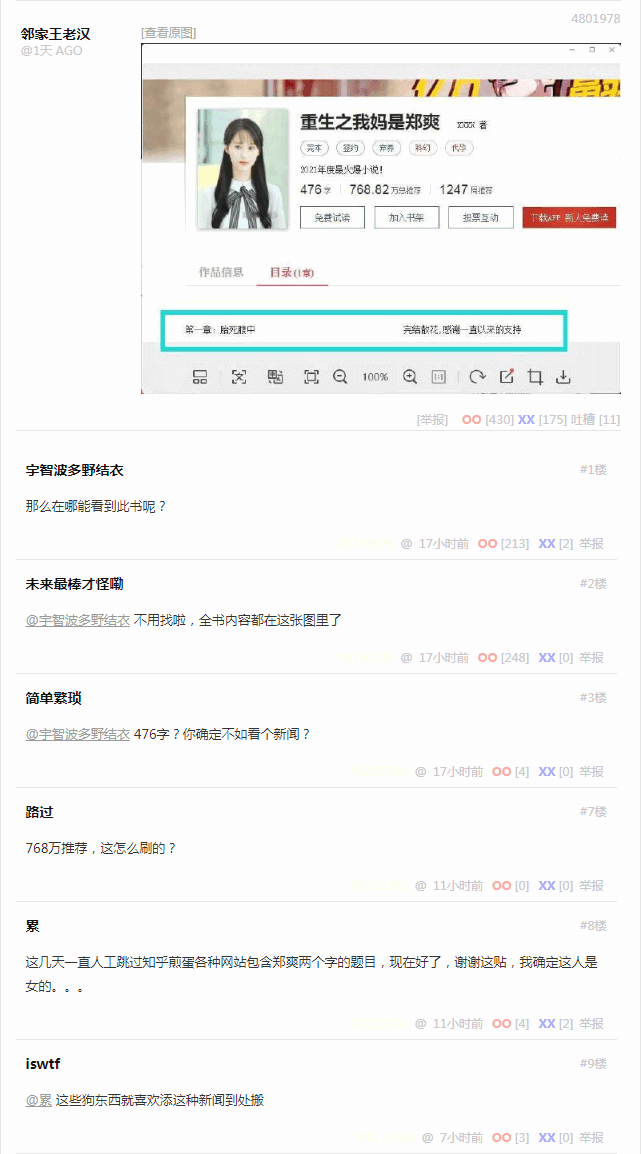 4801978
邻家王老汉
@1天 AGO
[查看原图]
重生之我妈是郑爽 xxxx 著
完本 签约 弃养 科幻 代孕
2021年度最火爆小说!
476字 768.82万总推荐 1247周推荐
免费试读 加入书架 投票互动 下载APP 新人免费读
作品信息 目录(1章)
第一章:胎死腹中 完结散花,感谢一直以来的支持
100%
1:1
[举报] OO [430] XX [175] 吐槽 [11]
宇智波多野结衣 #1楼
那么在哪能看到此书呢?
@ 17小时前 OO [213] XX [2] 举报
未来最棒才怪嘞 #2楼
@宇智波多野结衣 不用找啦,全书内容都在这张图里了
@ 17小时前 OO [248] XX [0] 举报
简单繁琐 #3楼
@宇智波多野结衣 476字?你确定不如看个新闻?
@ 17小时前 OO [4] XX [0] 举报
路过 #7楼
768万推荐,这怎么刷的?
@ 11小时前 OO [0] XX [0] 举报
累 #8楼
这几天一直人工跳过知乎煎蛋各种网站包含郑爽两个字的题目,现在好了,谢谢这贴,我确定这人是
女的。。。
@ 11小时前 OO [4] XX [2] 举报
iswtf #9楼
@累 这些狗东西就喜欢添这种新闻到处搬
@ 7小时前 OO [3] XX [0] 举报